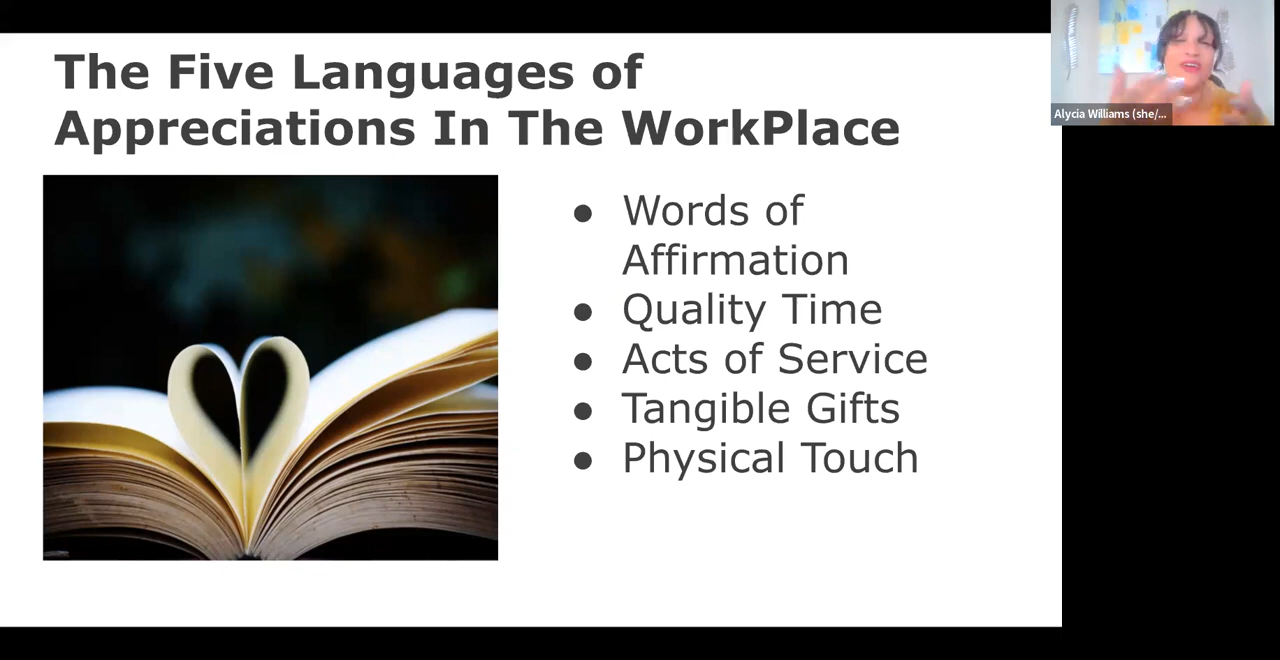 The Five Languages of
Appreciations In The WorkPlace
● Words of
Affirmation
● Quality Time
● Acts of Service
● Tangible Gifts
● Physical Touch
Alycia Williams (she/...